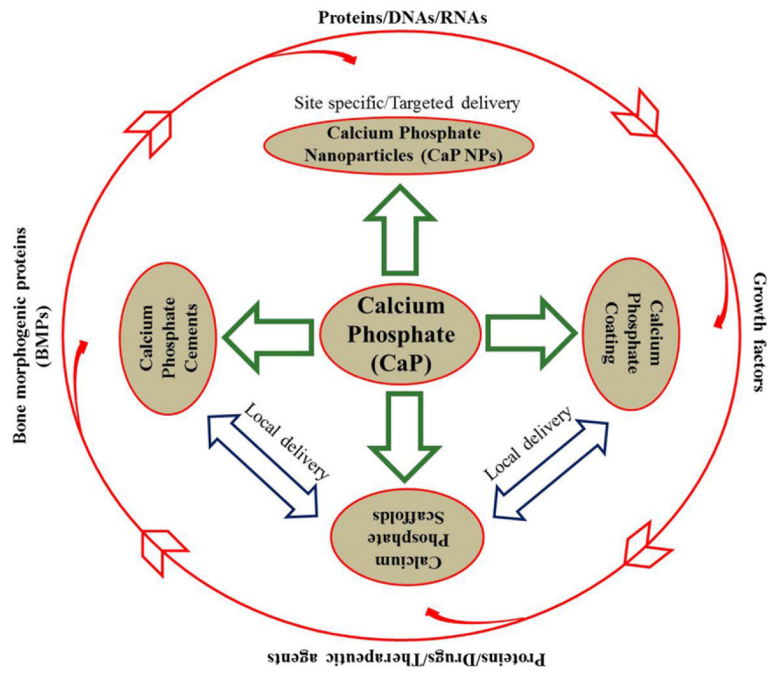 Proteins/DNAs/RNAs
Site specific/Targeted delivery
Calcium Phosphate
Nanoparticles (CaP NPs)
Bone morphogenic proteins
(BMPs)
Calcium
Phosphate
Cements
Calcium
Phosphate
(CaP)
Calcium
Phosphate
Coating
Growth factors
Local delivery
Local delivery
Calcium
Phosphate
Scaffolds
Proteins/Drugs/Therapeutic agents